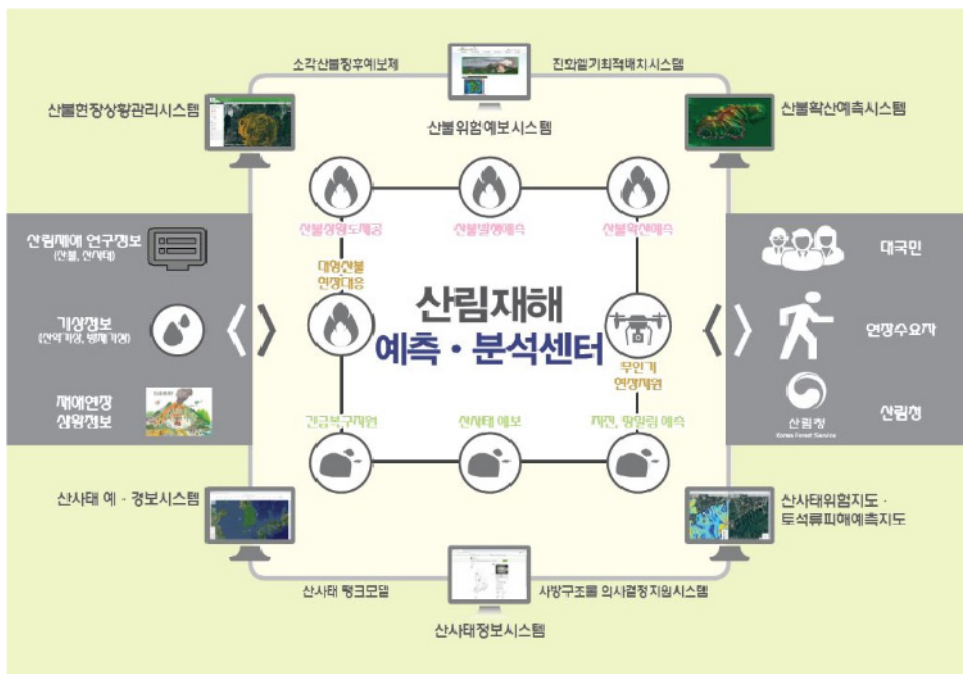 소각산불징후예보제
진화헬기최적배치시스템
산불현장상황관리시스템
산불위험예보시스템
산불확산예측시스템
산불상황도제공
산불발생예측
산불확산예측
산림재해 연구정보
(산불, 산사태)
대형산불
현장대응
대국민
산림재해
예측·분석센터
기상정보
(산악기상, 방재기상)
현장수요자
무인기
현장지원
재해현장
상황정보
산림청
산림청
Korea Forest Service
긴급복구지원
산사태 예보
지진, 땅밀림 예측
산사태 예·경보시스템
산사태위험지도·
토석류피해예측지도
산사태 탱크모델
사방구조물 의사결정지원시스템
산사태정보시스템